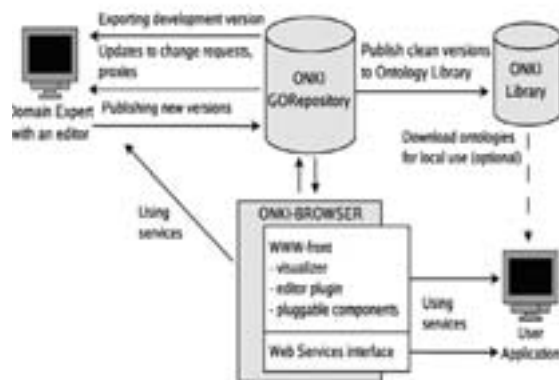 Exporting development version
Updates to change requests,
proxies
Publishing new versions
Domain Expert
with an editor
ONKI
GORepository
Publish clean versions
to Ontology Library
ONKI
Library
Download ontologies
for local use (optional)
Using
services
ONKI-BROWSER
WWW-front
- visualizer
- editor plugin
- pluggable components
Web Services interface
Using
services
User
Application